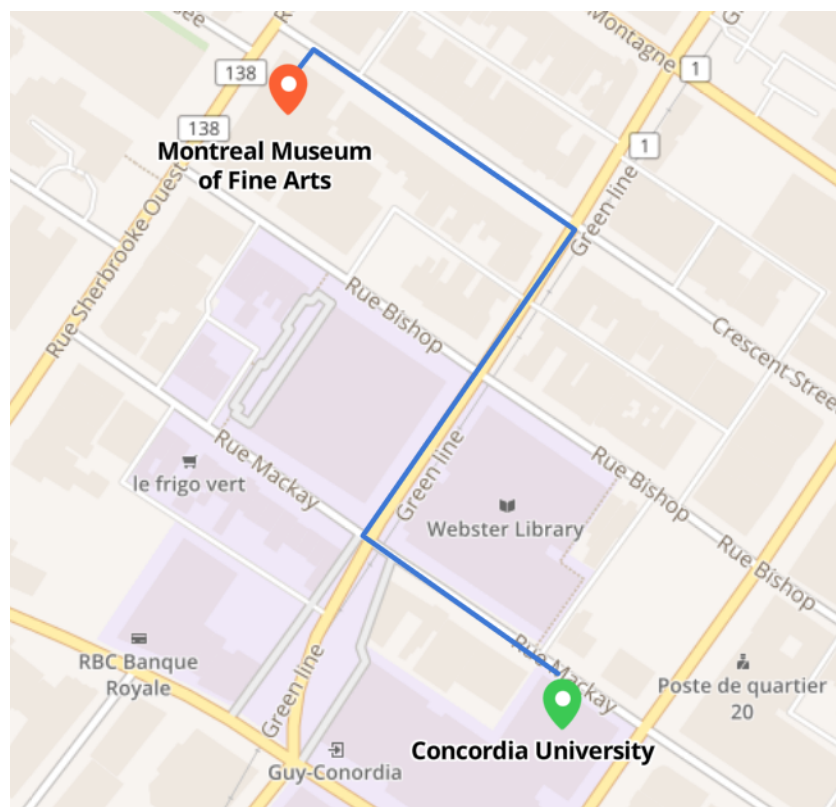 Montagne
138
1
138
1
Montreal Museum
of Fine Arts
Green line
Rue Sherbrooke Ouest
Rue Bishop
Crescent Street
Rue Mackay
Green line
Rue Bishop
le frigo vert
Webster Library
Rue Bishop
Rue Mackay
RBC Banque
Royale
Green line
Poste de quartier
20
Concordia University
Guy-Conordia